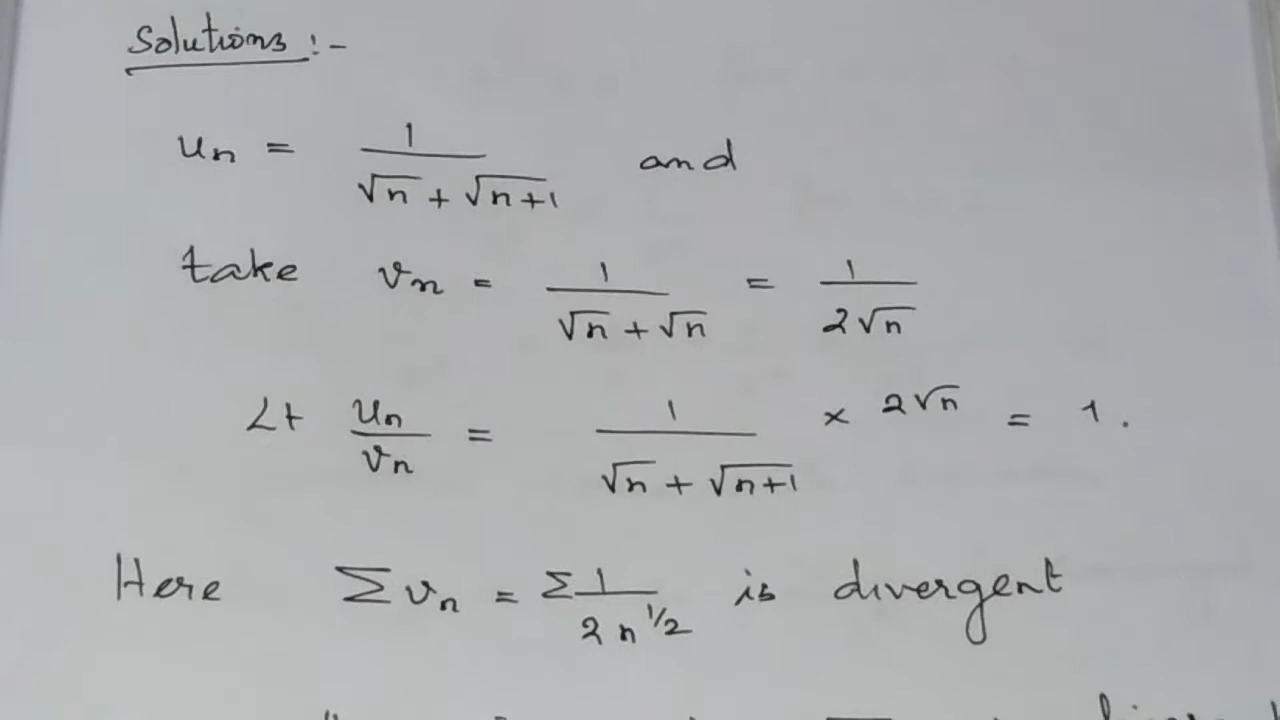 Solutions :-
un = 1/(√n + √n+1) and
take vn = 1/(√n + √n) = 1/(2√n)
Lt un/vn = 1/(√n + √n+1) × 2√n = 1.
Here Σvn = Σ 1/(2n^1/2) is divergent